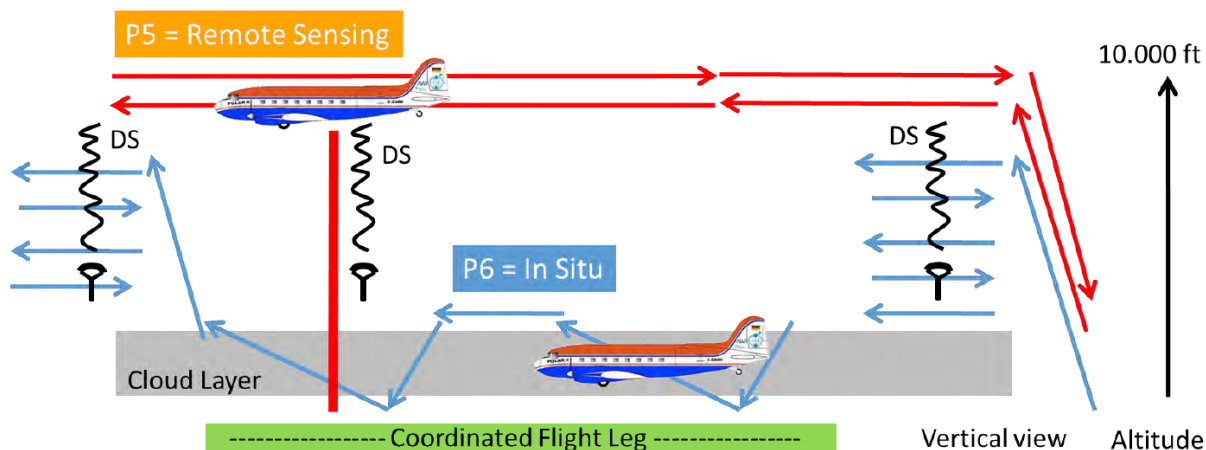 P5 = Remote Sensing
10.000 ft
DS
DS
DS
P6 = In Situ
Cloud Layer
----------------- Coordinated Flight Leg -----------------
Vertical view
Altitude